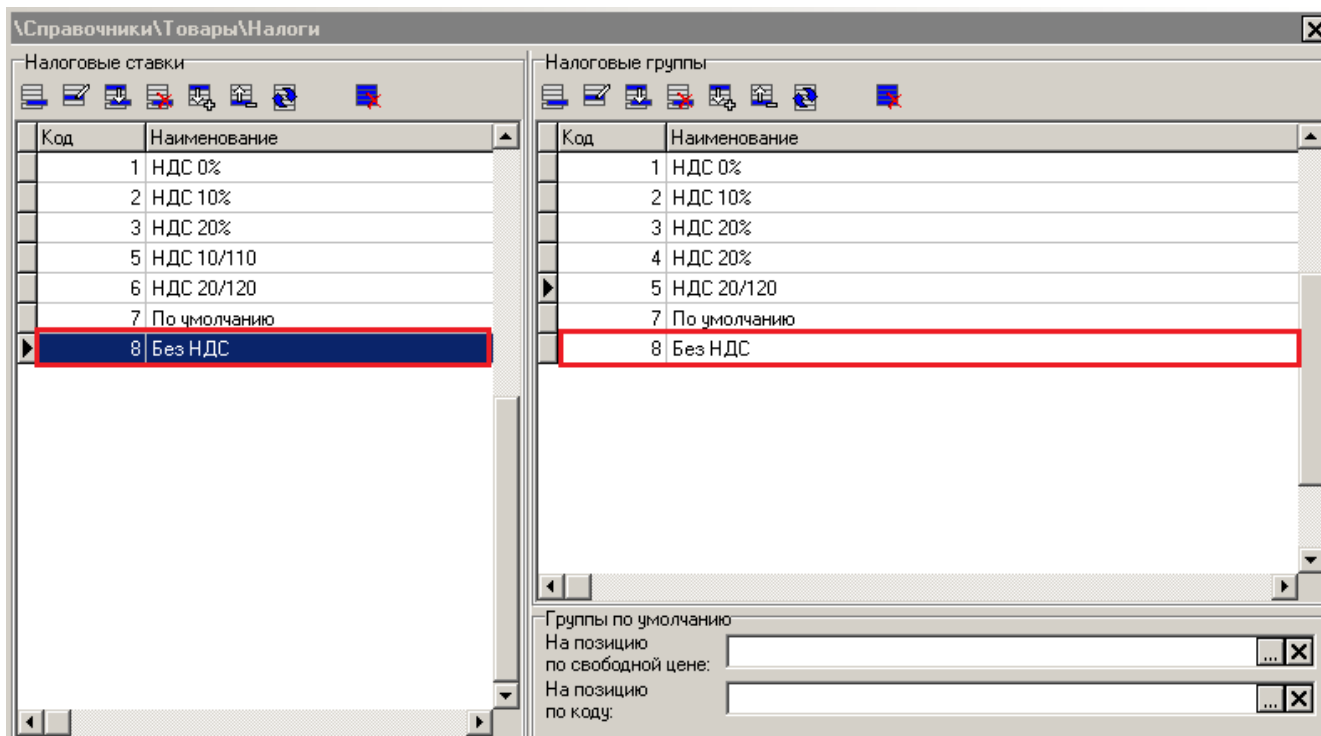 \Справочники\Товары\Налоги
Налоговые ставки
Код Наименование
1 НДС 0%
2 НДС 10%
3 НДС 20%
5 НДС 10/110
6 НДС 20/120
7 По умолчанию
8 Без НДС
Налоговые группы
Код Наименование
1 НДС 0%
2 НДС 10%
3 НДС 20%
4 НДС 20%
5 НДС 20/120
7 По умолчанию
8 Без НДС
Группы по умолчанию
На позицию
по свободной цене:
...
На позицию
по коду:
...